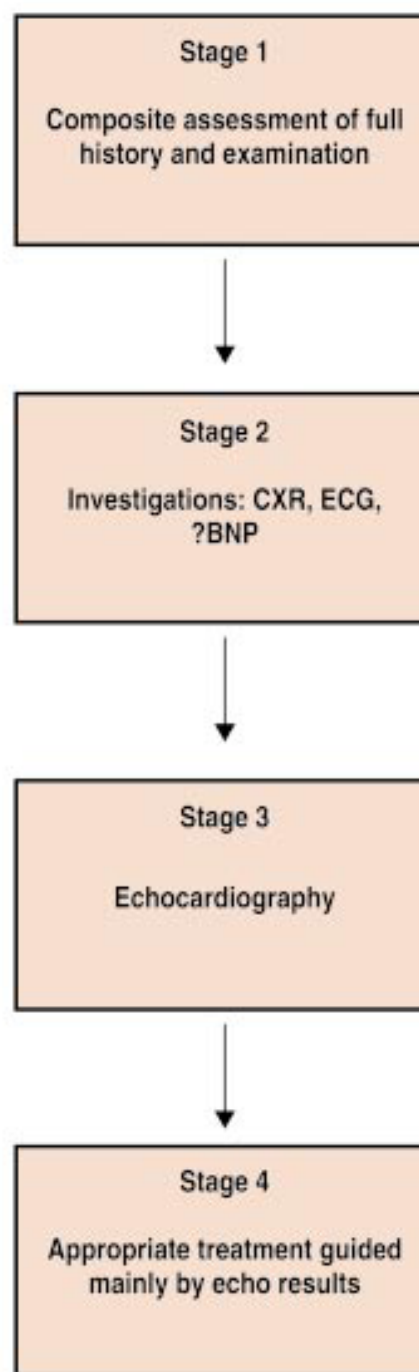 Stage 1
Composite assessment of full
history and examination
Stage 2
Investigations: CXR, ECG,
?BNP
Stage 3
Echocardiography
Stage 4
Appropriate treatment guided
mainly by echo results